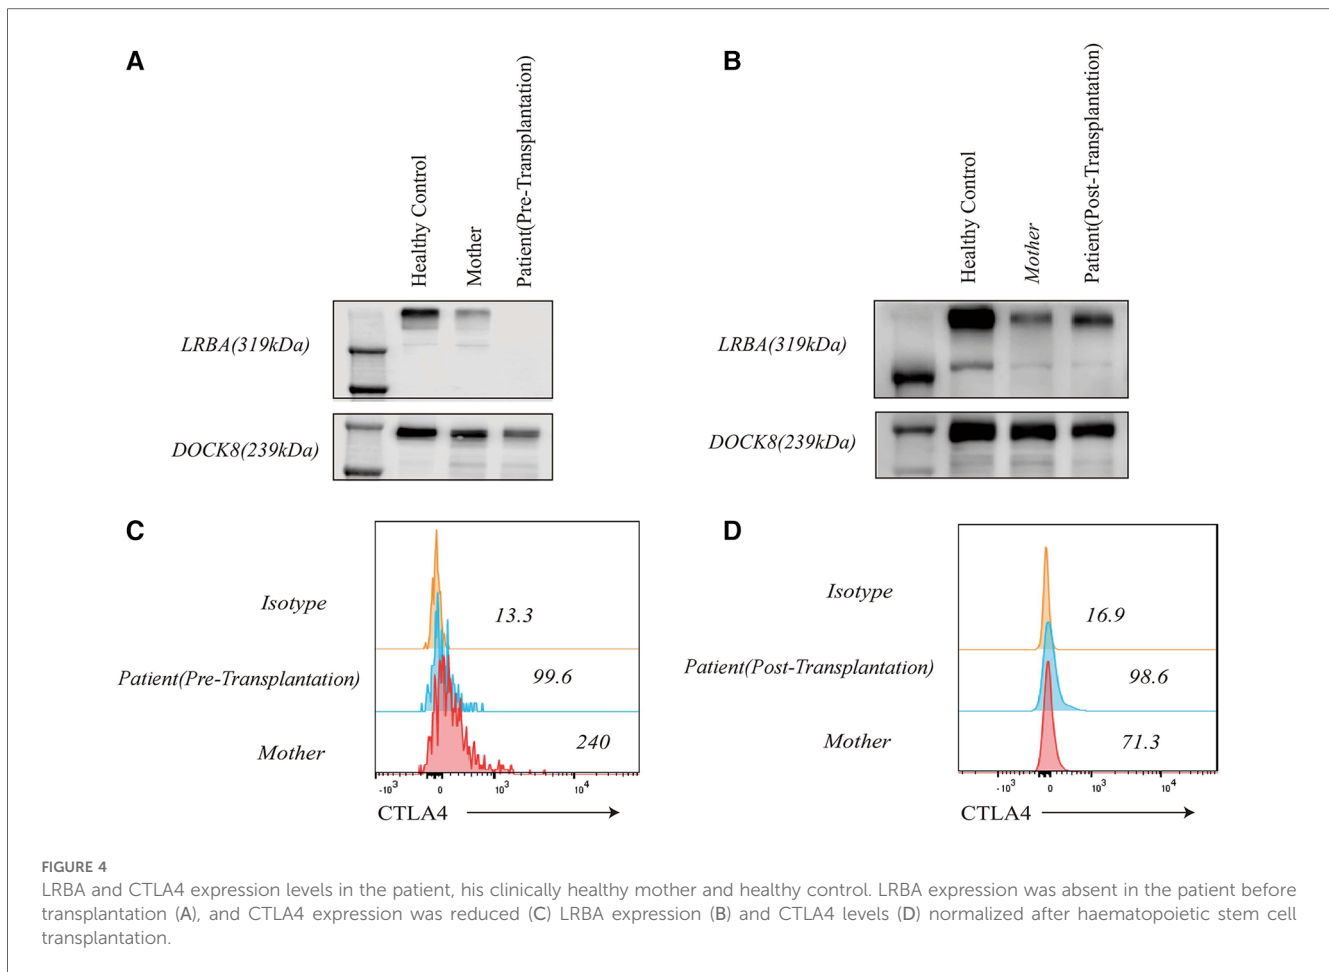 A
B
Healthy Control
Mother
Patient(Pre-Transplantation)
Healthy Control
Mother
Patient(Post-Transplantation)
LRBA(319kDa)
LRBA(319kDa)
DOCK8(239kDa)
DOCK8(239kDa)
C
D
Isotype
13.3
Patient(Pre-Transplantation)
99.6
Mother
240
-10³ 0 10³ 10⁴
CTLA4
Isotype
16.9
Patient(Post-Transplantation)
98.6
Mother
71.3
-10³ 0 10³ 10⁴
CTLA4
FIGURE 4
LRBA and CTLA4 expression levels in the patient, his clinically healthy mother and healthy control. LRBA expression was absent in the patient before
transplantation (A), and CTLA4 expression was reduced (C) LRBA expression (B) and CTLA4 levels (D) normalized after haematopoietic stem cell
transplantation.